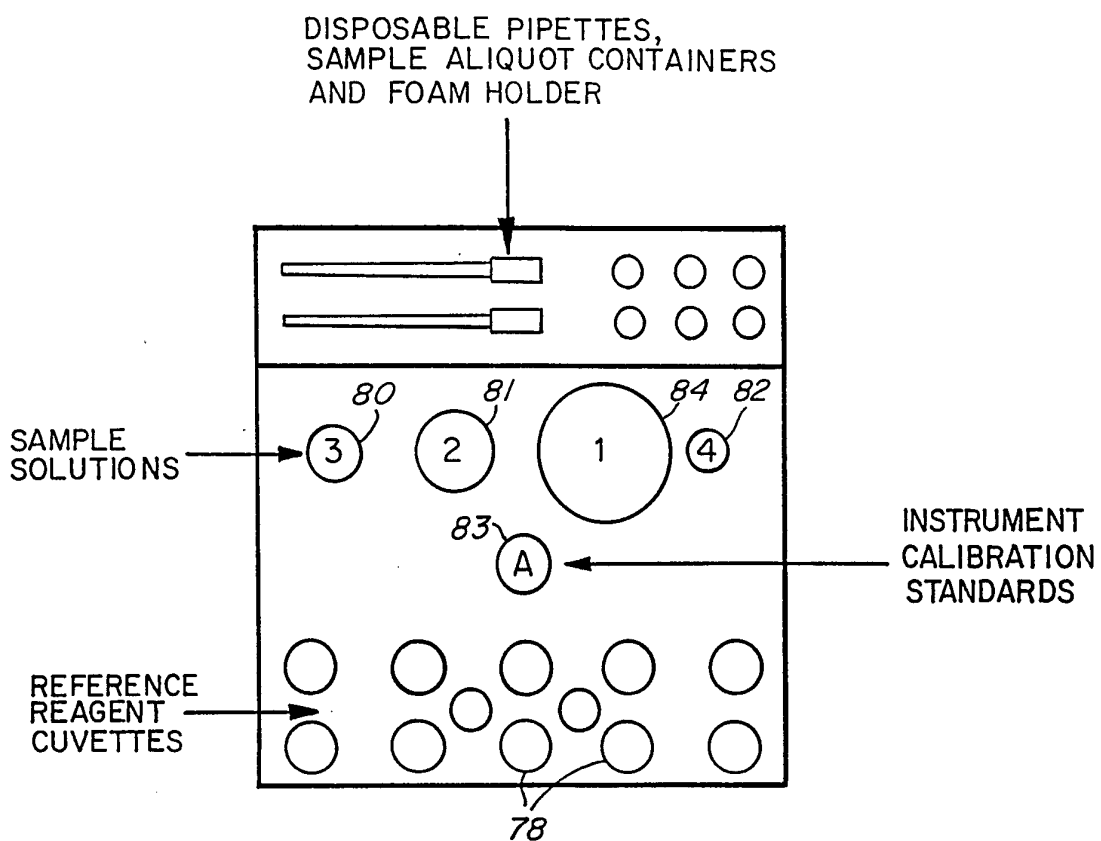 DISPOSABLE PIPETTES,
SAMPLE ALIQUOT CONTAINERS
AND FOAM HOLDER
80
81
84
82
SAMPLE
SOLUTIONS
3
2
1
4
83
A
INSTRUMENT
CALIBRATION
STANDARDS
REFERENCE
REAGENT
CUVETTES
78